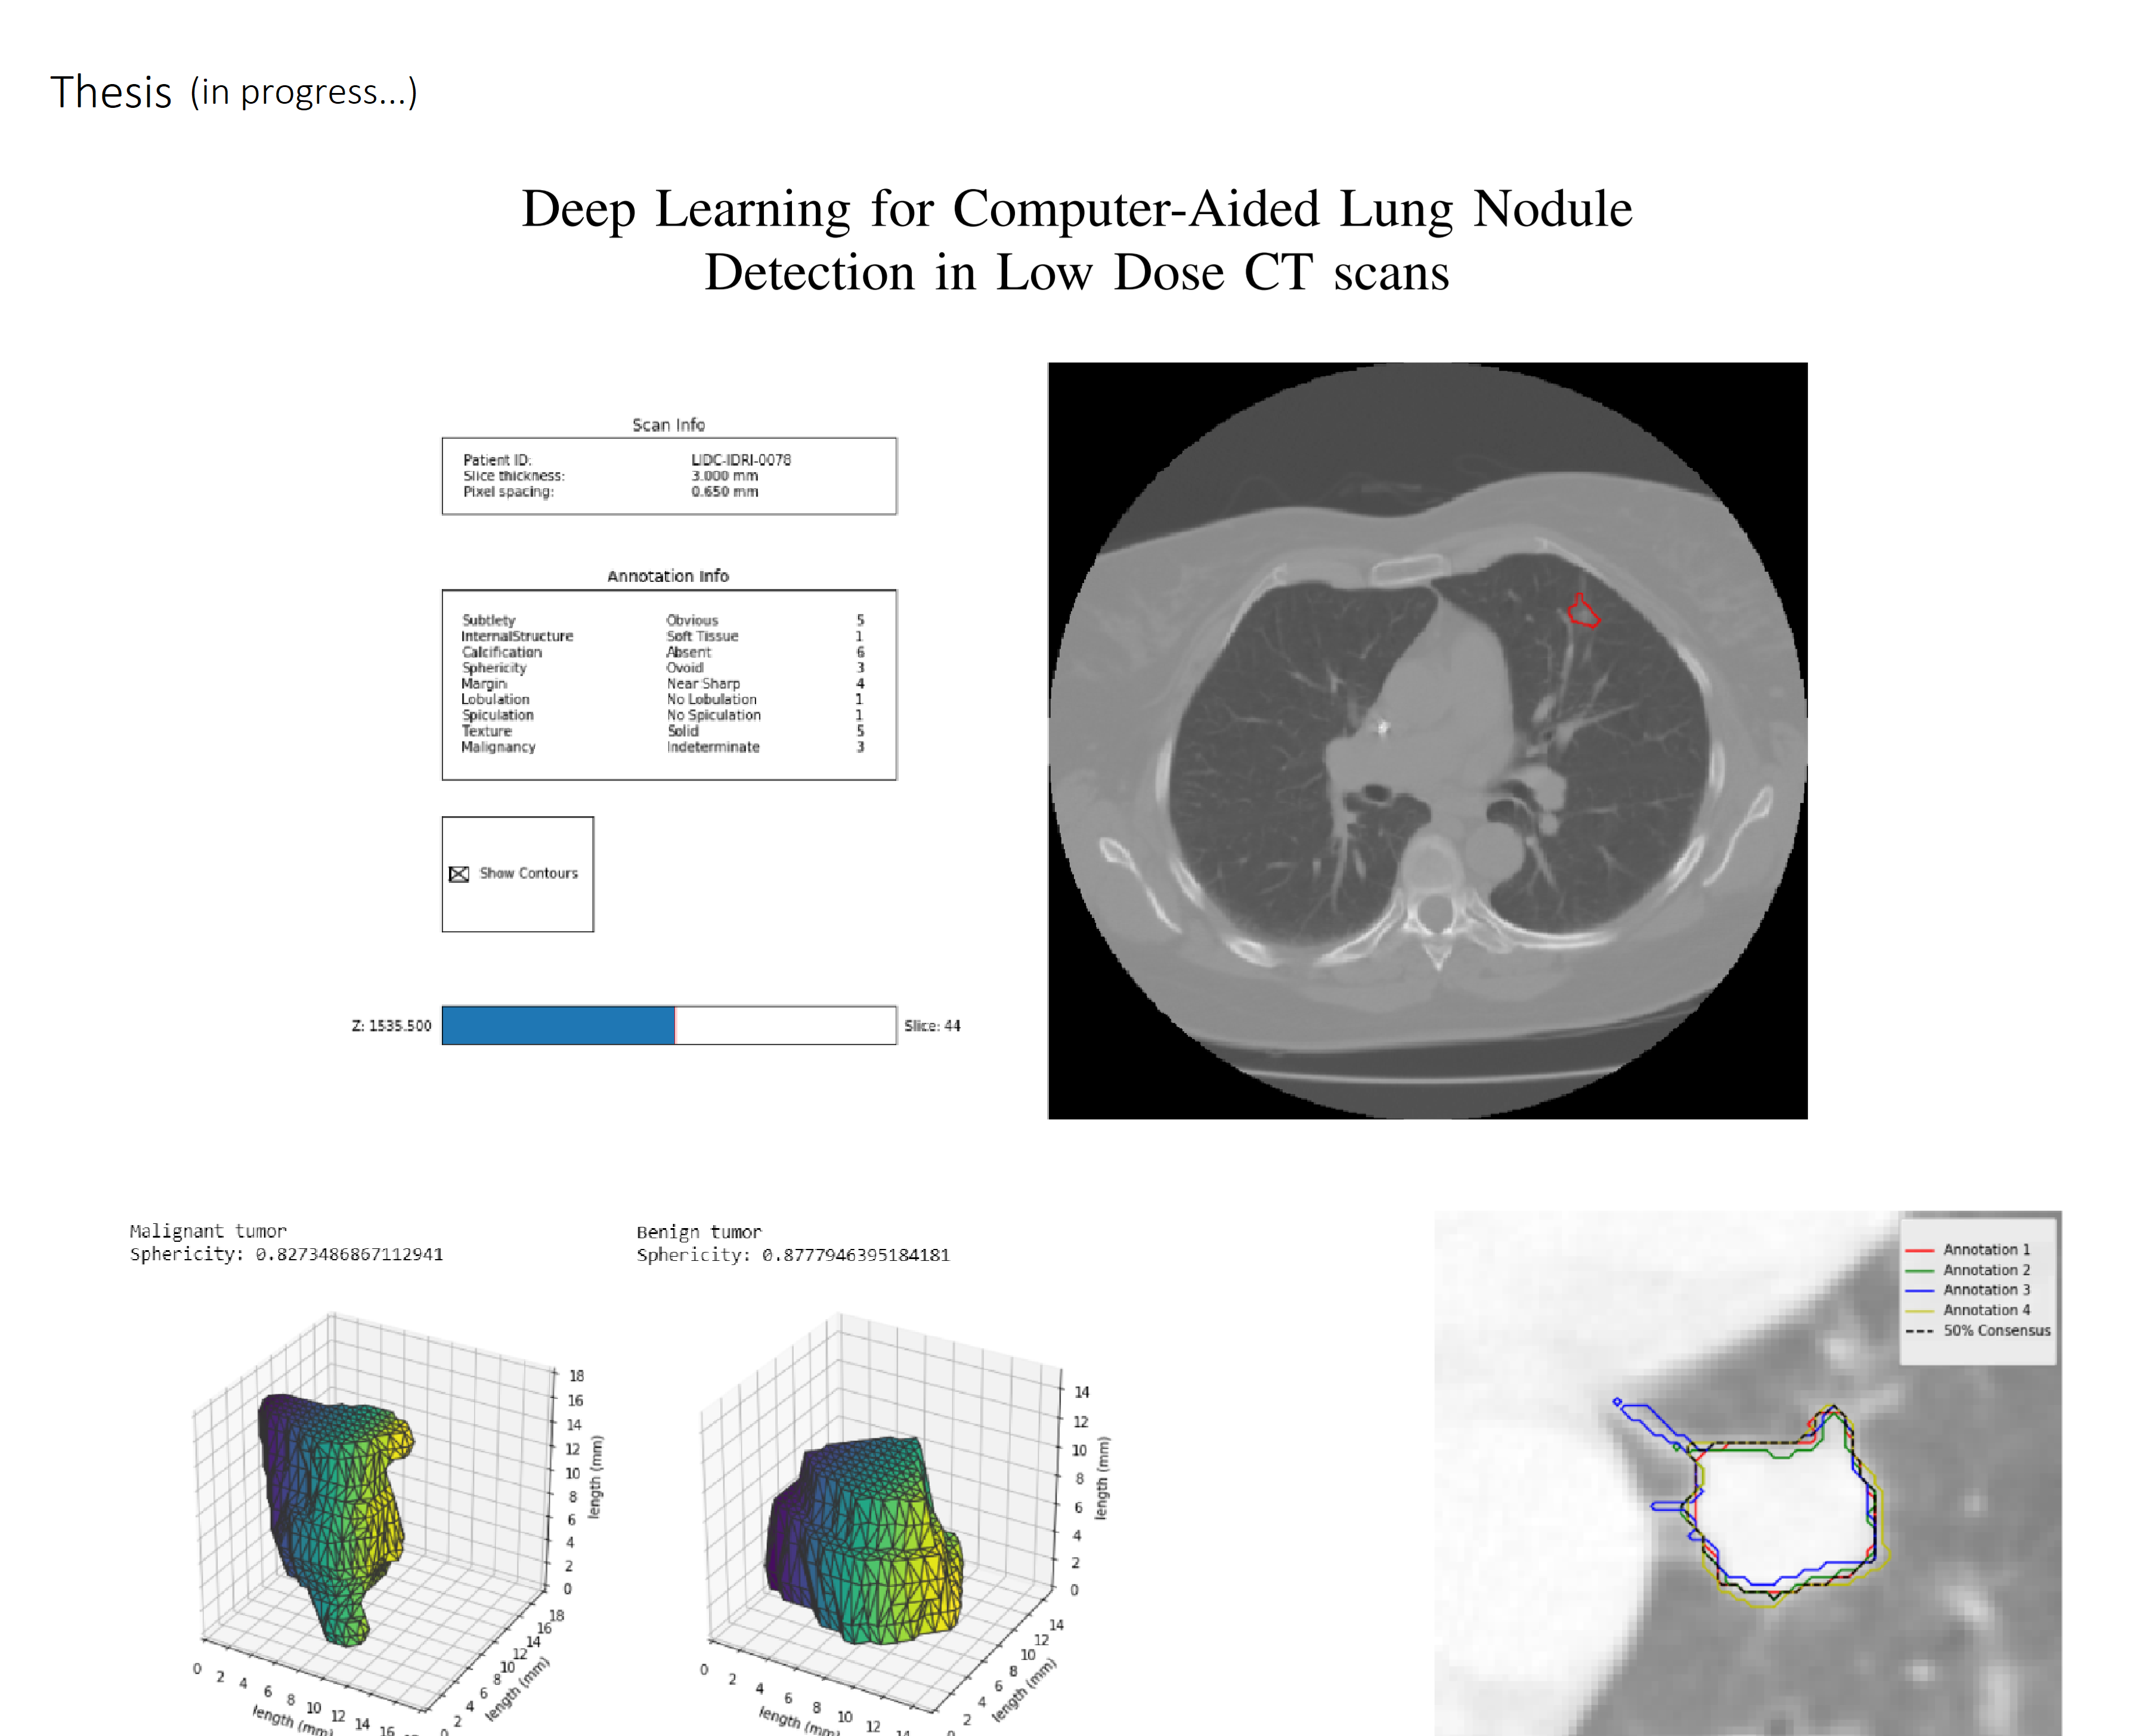 Thesis (in progress...)
Deep Learning for Computer-Aided Lung Nodule
Detection in Low Dose CT scans
Scan Info
Patient ID: LIDC-IDRI-0078
Slice thickness: 3.000 mm
Pixel spacing: 0.650 mm
Annotation Info
Subtlety Obvious 5
InternalStructure Soft Tissue 1
Calcification Absent 6
Sphericity Ovoid 3
Margin Near Sharp 4
Lobulation No Lobulation 1
Spiculation No Spiculation 1
Texture Solid 5
Malignancy Indeterminate 3
Show Contours
Z: 1535.500 Slice: 44
Malignant tumor
Sphericity: 0.8273486867112941
18
16
14
12
10
8
6
4
2
0
length (mm)
18
16
14
12
10
8
6
4
2
length (mm)
0 2 4 6 8 10 12 14 16
length (mm)
Benign tumor
Sphericity: 0.8777946395184181
14
12
10
8
6
4
2
0
length (mm)
14
12
10
8
6
4
2
length (mm)
0 2 4 6 8 10 12
length (mm)
Annotation 1
Annotation 2
Annotation 3
Annotation 4
50% Consensus